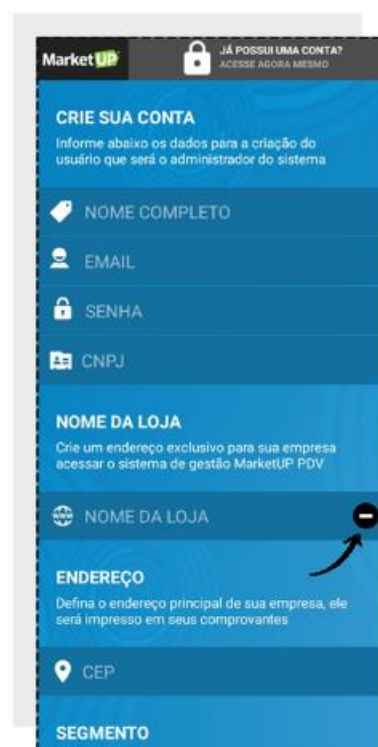 MarketUP
JÁ POSSUI UMA CONTA?
ACESSE AGORA MESMO
CRIE SUA CONTA
Informe abaixo os dados para a criação do
usuário que será o administrador do sistema
NOME COMPLETO
EMAIL
SENHA
CNPJ
NOME DA LOJA
Crie um endereço exclusivo para sua empresa
acessar o sistema de gestão MarketUP PDV
WWW NOME DA LOJA
ENDEREÇO
Defina o endereço principal de sua empresa, ele
será impresso em seus comprovantes
CEP
SEGMENTO